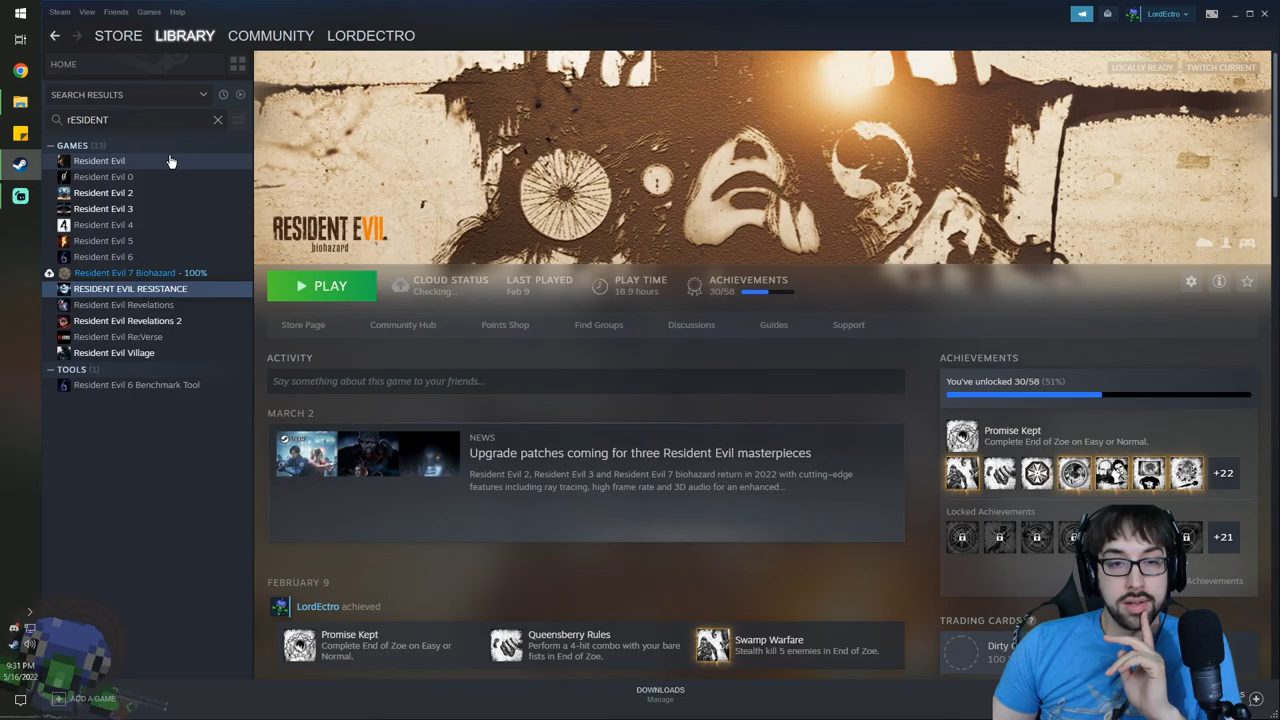 Steam View Friends Games Help
LordEctro
STORE LIBRARY COMMUNITY LORDECTRO
HOME
LOCALLY READY TWITCH CURRENT
SEARCH RESULTS
rESIDENT
GAMES (13)
Resident Evil
Resident Evil 0
Resident Evil 2
Resident Evil 3
Resident Evil 4
Resident Evil 5
Resident Evil 6
Resident Evil 7 Biohazard - 100%
RESIDENT EVIL RESISTANCE
Resident Evil Revelations
Resident Evil Revelations 2
Resident Evil Re:Verse
Resident Evil Village
TOOLS (1)
Resident Evil 6 Benchmark Tool
RESIDENT EVIL
biohazard
PLAY
CLOUD STATUS
Checking...
LAST PLAYED
Feb 9
PLAY TIME
18.9 hours
ACHIEVEMENTS
30/58
Store Page Community Hub Points Shop Find Groups Discussions Guides Support
ACTIVITY
Say something about this game to your friends...
MARCH 2
STEAM
NEWS
Upgrade patches coming for three Resident Evil masterpieces
Resident Evil 2, Resident Evil 3 and Resident Evil 7 biohazard return in 2022 with cutting-edge
features including ray tracing, high frame rate and 3D audio for an enhanced...
FEBRUARY 9
LordEctro achieved
Promise Kept
Complete End of Zoe on Easy or
Normal.
Queensberry Rules
Perform a 4-hit combo with your bare
fists in End of Zoe.
Swamp Warfare
Stealth kill 5 enemies in End of Zoe.
ACHIEVEMENTS
You've unlocked 30/58 (51%)
Promise Kept
Complete End of Zoe on Easy or Normal.
+22
Locked Achievements
+21
Achievements
TRADING CARDS
Dirty
100
9:31 PM
5/16/2022
ADD A GAME
DOWNLOADS
Manage